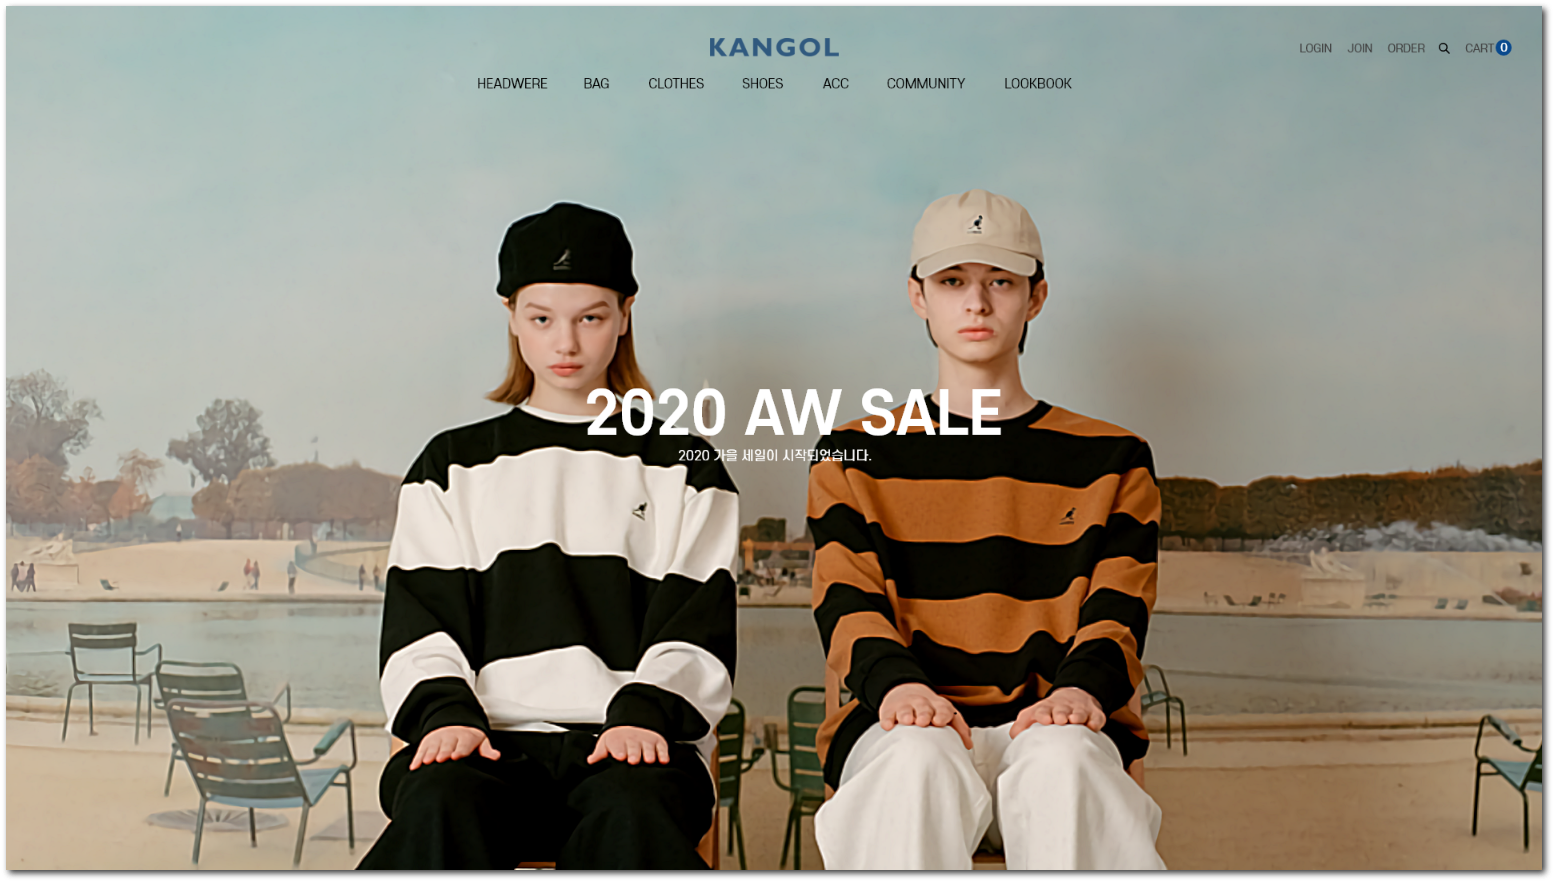 KANGOL
LOGIN JOIN ORDER CART 0
HEADWERE BAG CLOTHES SHOES ACC COMMUNITY LOOKBOOK
2020 AW SALE
2020 가을 세일이 시작되었습니다.